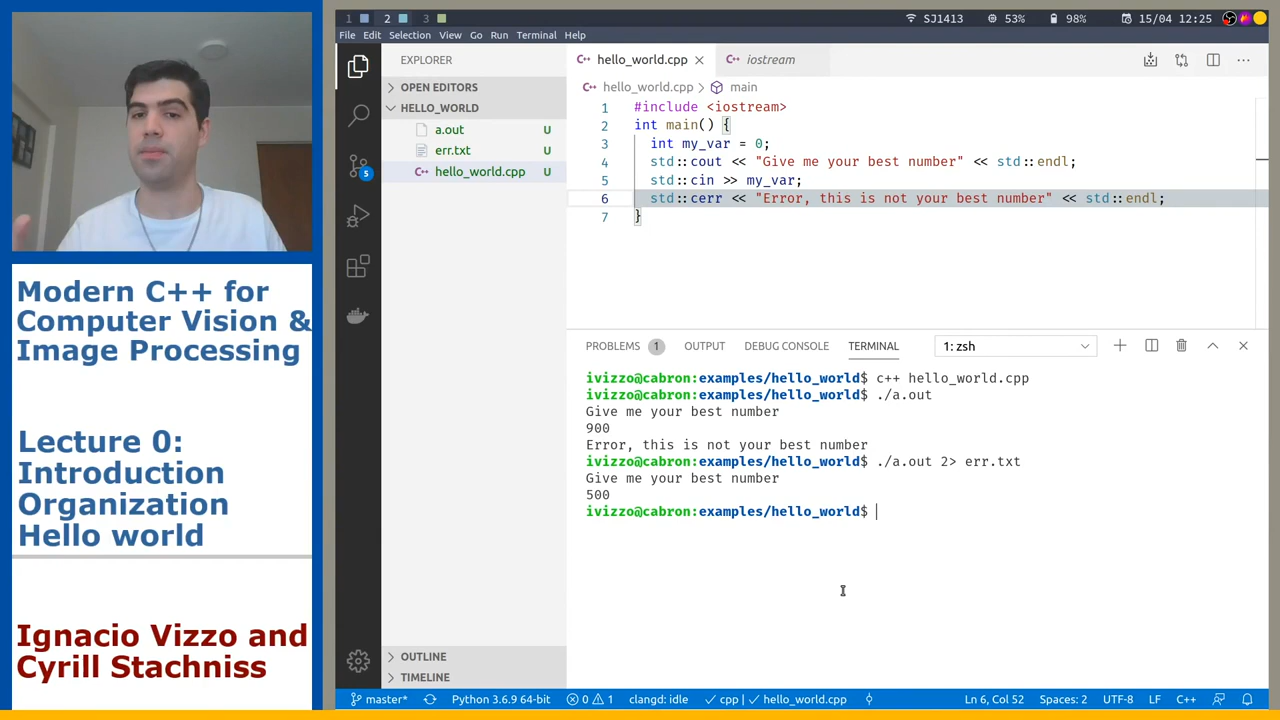 Modern C++ for
Computer Vision &
Image Processing
Lecture 0:
Introduction
Organization
Hello world
Ignacio Vizzo and
Cyrill Stachniss
1 2 3 SJ1413 53% 98% 15/04 12:25
File Edit Selection View Go Run Terminal Help
EXPLORER
OPEN EDITORS
HELLO_WORLD
a.out U
err.txt U
hello_world.cpp U
5
OUTLINE
TIMELINE
hello_world.cpp iostream
hello_world.cpp > main
1 #include <iostream>
2 int main() {
3 int my_var = 0;
4 std::cout << "Give me your best number" << std::endl;
5 std::cin >> my_var;
6 std::cerr << "Error, this is not your best number" << std::endl;
7 }
PROBLEMS 1 OUTPUT DEBUG CONSOLE TERMINAL 1: zsh
ivizzo@cabron:examples/hello_world$ c++ hello_world.cpp
ivizzo@cabron:examples/hello_world$ ./a.out
Give me your best number
900
Error, this is not your best number
ivizzo@cabron:examples/hello_world$ ./a.out 2> err.txt
Give me your best number
500
ivizzo@cabron:examples/hello_world$
master* Python 3.6.9 64-bit 0 1 clangd: idle cpp | hello_world.cpp Ln 6, Col 52 Spaces: 2 UTF-8 LF C++